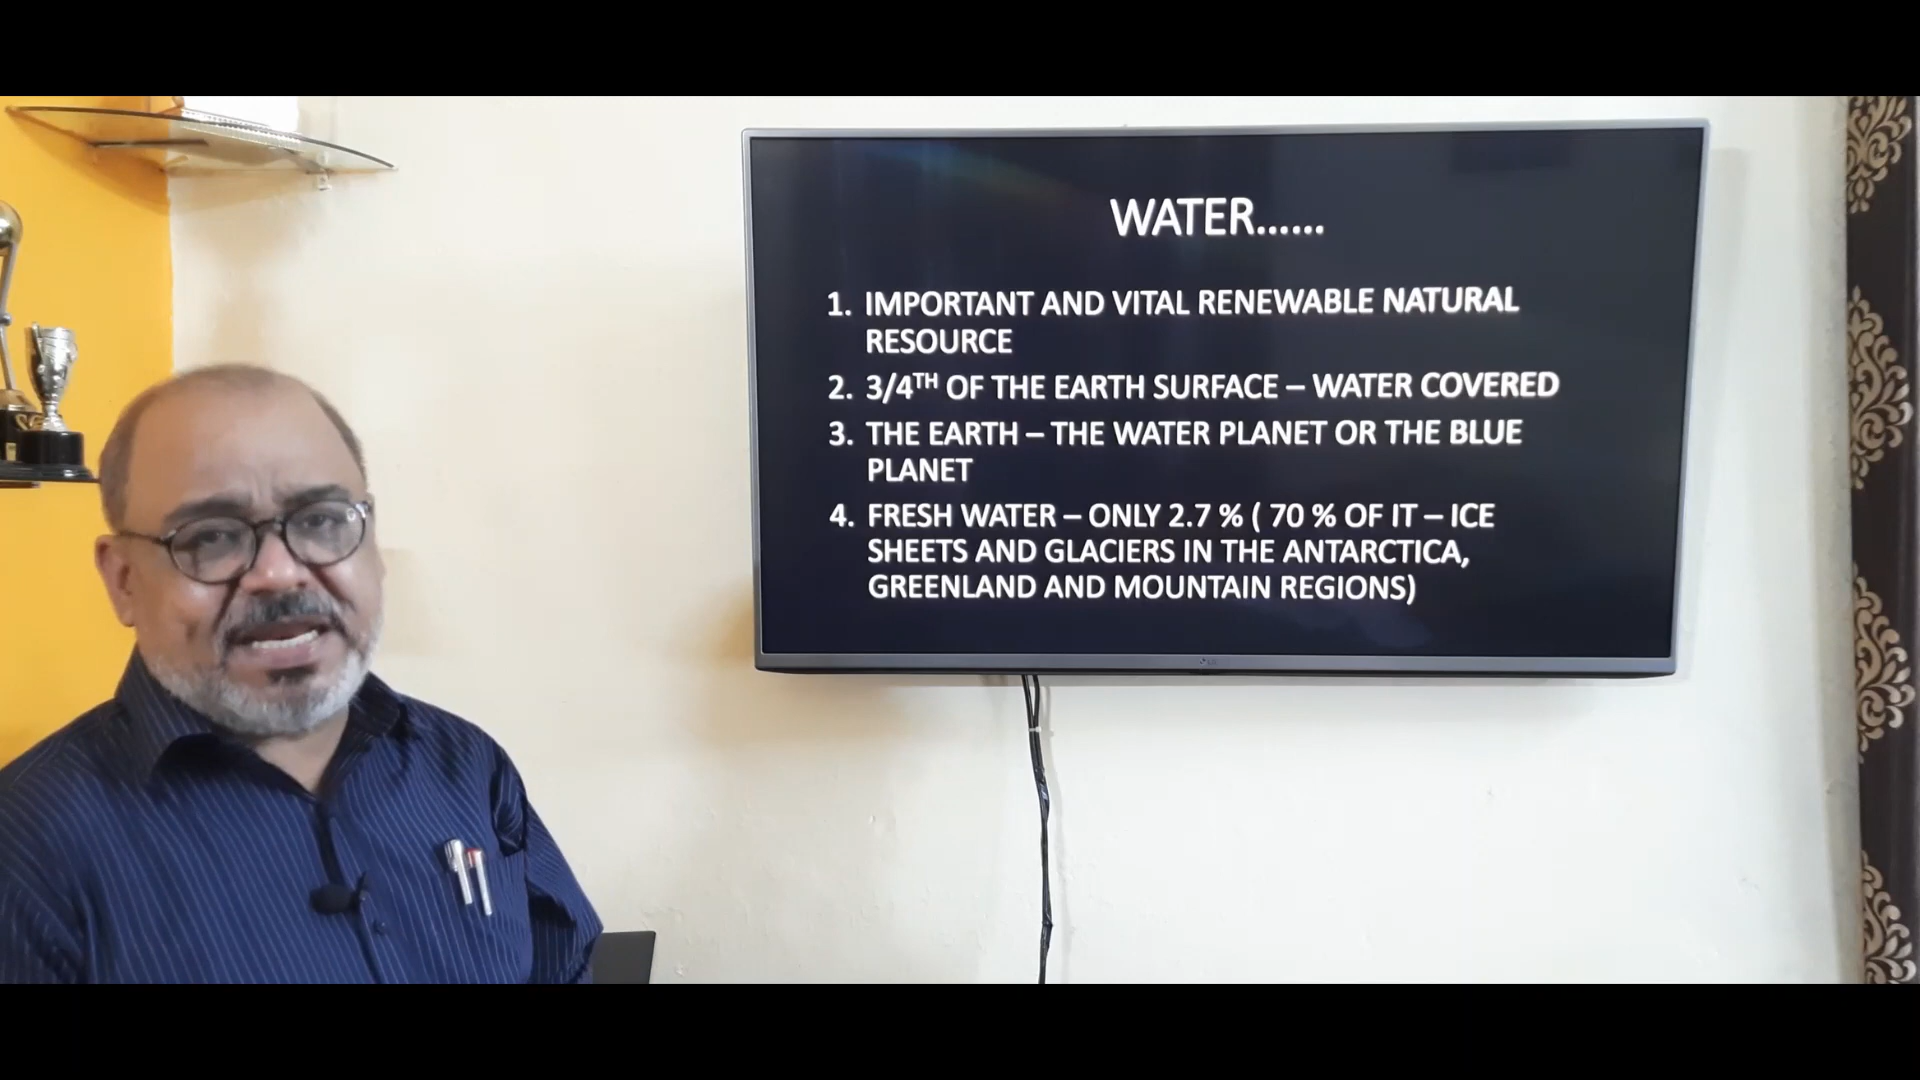 WATER......
1. IMPORTANT AND VITAL RENEWABLE NATURAL
RESOURCE
2. 3/4TH OF THE EARTH SURFACE – WATER COVERED
3. THE EARTH – THE WATER PLANET OR THE BLUE
PLANET
4. FRESH WATER – ONLY 2.7 % ( 70 % OF IT – ICE
SHEETS AND GLACIERS IN THE ANTARCTICA,
GREENLAND AND MOUNTAIN REGIONS)
LG